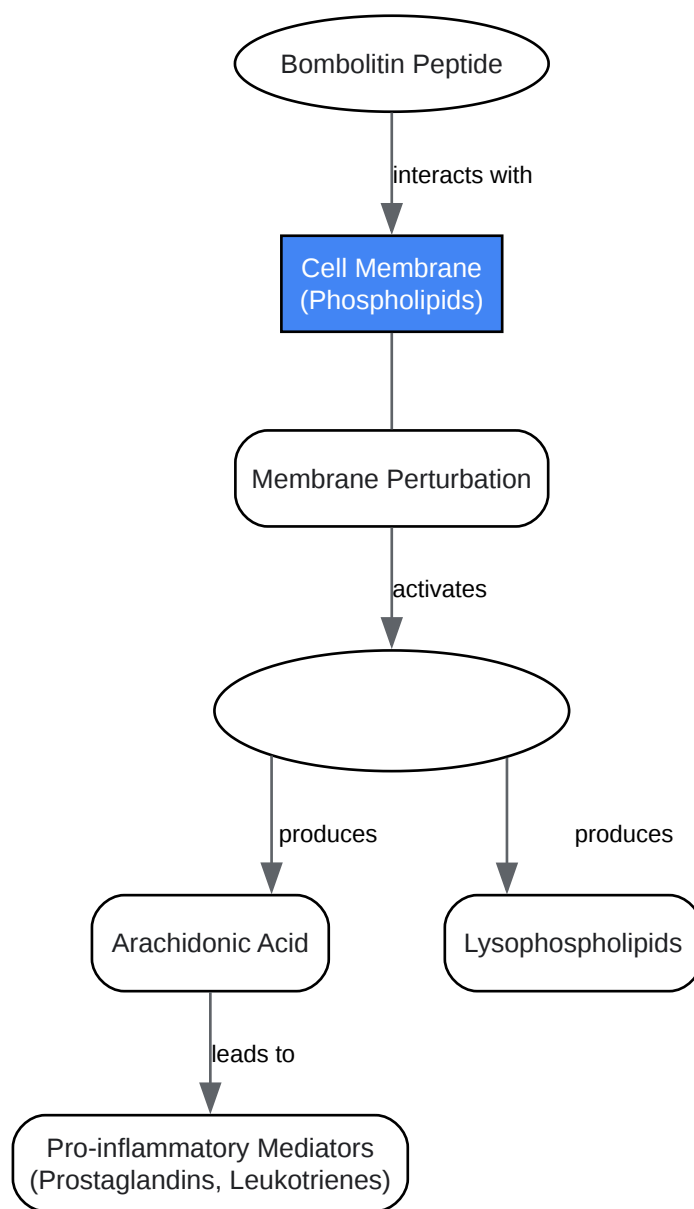 Bombolitin Peptide
interacts with
Cell Membrane
(Phospholipids)
Membrane Perturbation
activates
produces
produces
Arachidonic Acid
Lysophospholipids
leads to
Pro-inflammatory Mediators
(Prostaglandins, Leukotrienes)